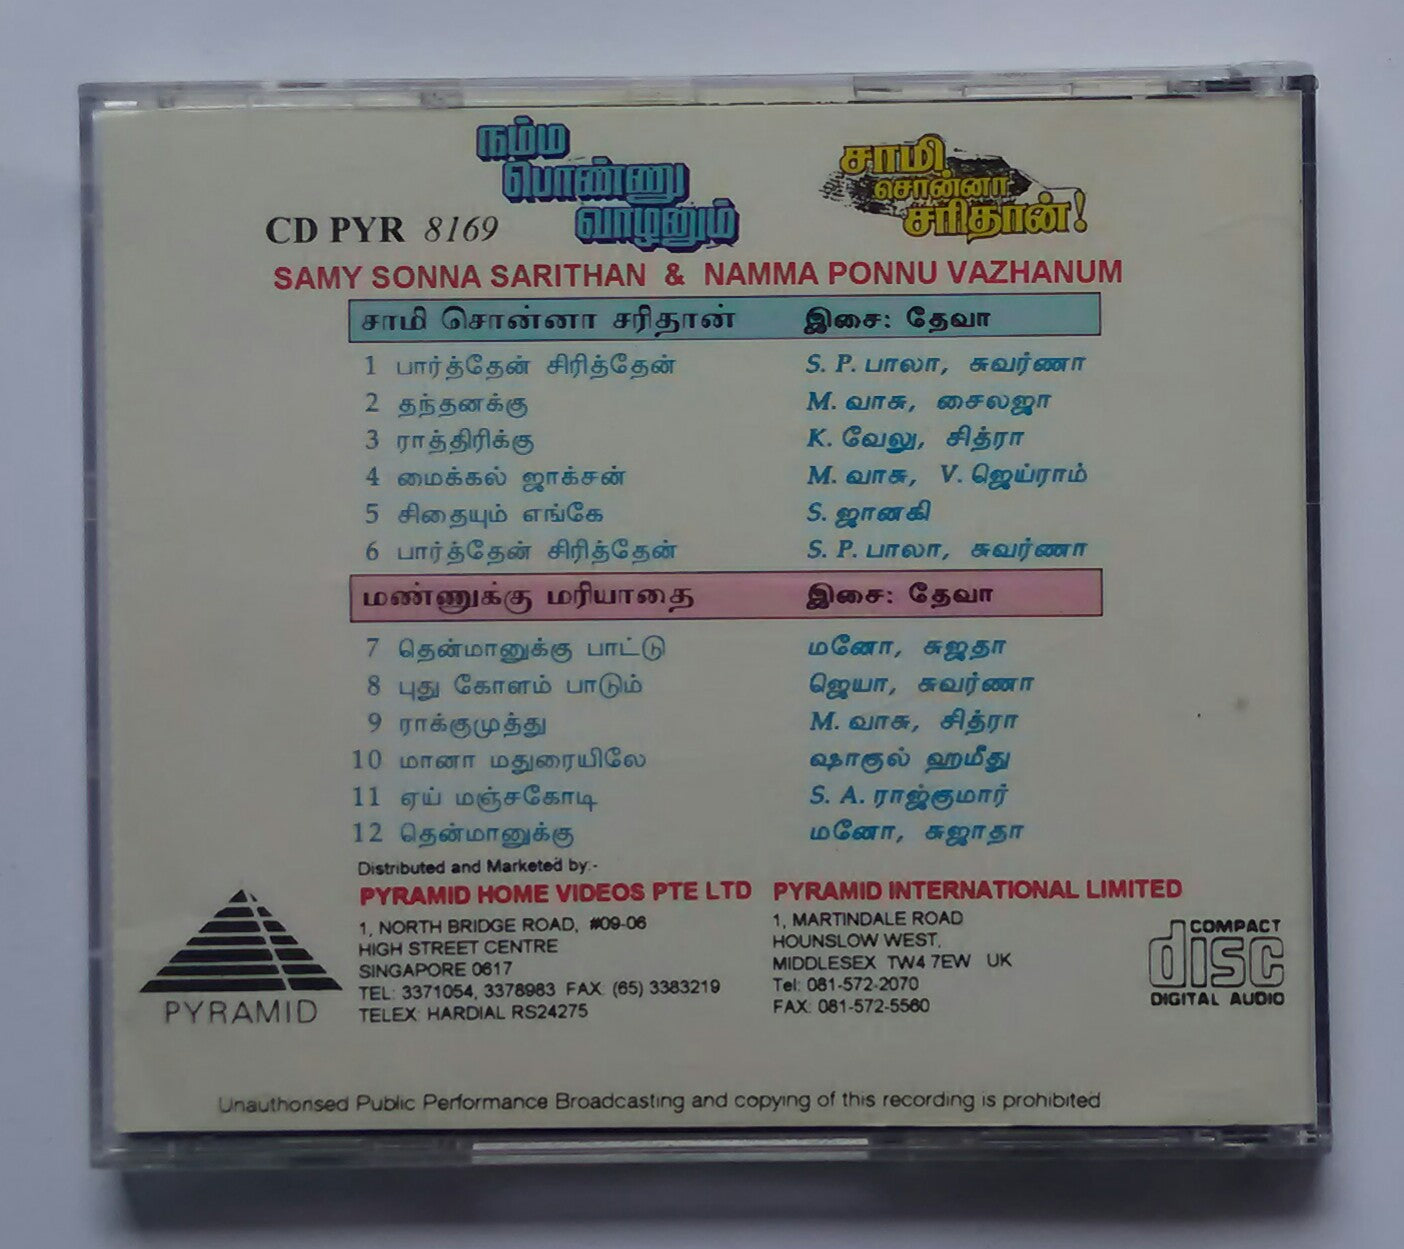 நம்ம
பொண்ணு
வாழனும்
சாமி
சொன்னா
சரிதான்!
CD PYR 8169
SAMY SONNA SARITHAN & NAMMA PONNU VAZHANUM
சாமி சொன்னா சரிதான் இசை: தேவா
1 பார்த்தேன் சிரித்தேன் S. P. பாலா, சுவர்ணா
2 தந்தனக்கு M. வாசு, சைலஜா
3 ராத்திரிக்கு K. வேலு, சித்ரா
4 மைக்கல் ஜாக்சன் M. வாசு, V. ஜெய்ராம்
5 சிதையும் எங்கே S. ஜானகி
6 பார்த்தேன் சிரித்தேன் S. P. பாலா, சுவர்ணா
மண்ணுக்கு மரியாதை இசை: தேவா
7 தென்மானுக்கு பாட்டு மனோ, சுஜதா
8 புது கோளம் பாடும் ஜெயா, சுவர்ணா
9 ராக்குமுத்து M. வாசு, சித்ரா
10 மானா மதுரையிலே ஷாகுல் ஹமீது
11 ஏய் மஞ்சகோடி S. A. ராஜ்குமார்
12 தென்மானுக்கு மனோ, சுஜாதா
Distributed and Marketed by:-
PYRAMID HOME VIDEOS PTE LTD PYRAMID INTERNATIONAL LIMITED
1, NORTH BRIDGE ROAD, #09-06
HIGH STREET CENTRE
SINGAPORE 0617
TEL: 3371054, 3378983 FAX: (65) 3383219
TELEX: HARDIAL RS24275
1, MARTINDALE ROAD
HOUNSLOW WEST,
MIDDLESEX TW4 7EW UK
Tel: 081-572-2070
FAX: 081-572-5560
PYRAMID
COMPACT
disc
DIGITAL AUDIO
Unauthorised Public Performance Broadcasting and copying of this recording is prohibited